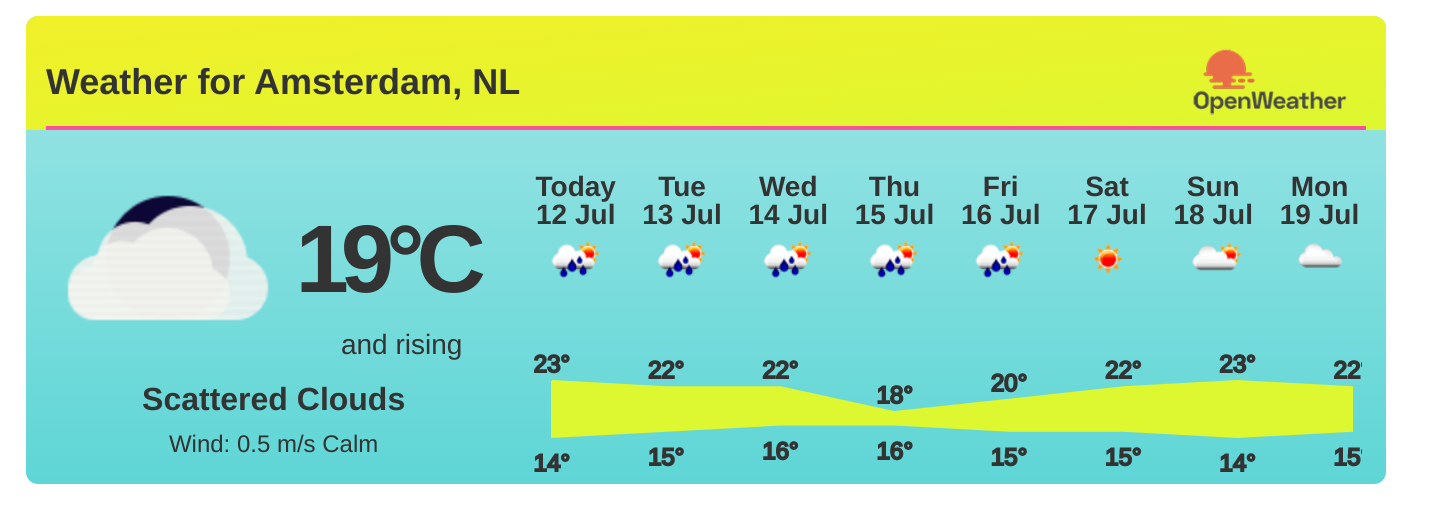 Weather for Amsterdam, NL
OpenWeather
19°C
and rising
Scattered Clouds
Wind: 0.5 m/s Calm
Today Tue Wed Thu Fri Sat Sun Mon
12 Jul 13 Jul 14 Jul 15 Jul 16 Jul 17 Jul 18 Jul 19 Jul
23° 22° 22° 18° 20° 22° 23° 22°
14° 15° 16° 16° 15° 15° 14° 15°